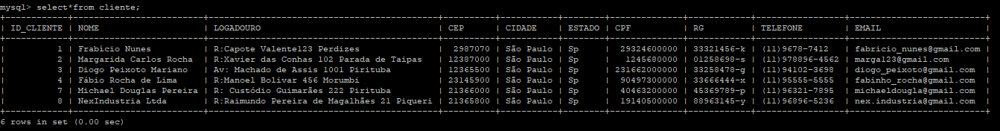 mysql> select*from cliente;
| ID_CLIENTE | NOME | LOGADOURO | CEP | CIDADE | ESTADO | CPF | RG | TELEFONE | EMAIL |
| 1 | Frabício Nunes | R:Capote Valente123 Perdizes | 2987070 | São Paulo | Sp | 29324600000 | 33321456-k | (11)9678-7412 | fabricio_nunes@gmail.com |
| 2 | Margarida Carlos Rocha | R:Xavier das Conhas 102 Parada de Taipas | 12387000 | São Paulo | Sp | 1245680000 | 01258698-s | (11)978896-4562 | marga123@gmail.com |
| 3 | Diogo Peixoto Mariano | Av: Machado de Assis 1001 Pirituba | 12365500 | São Paulo | Sp | 231662000000 | 33258478-g | (11)94102-3698 | diogo_peixoto@gmail.com |
| 4 | Fábio Rocha de Lima | R:Manoel Bolivar 456 Morumbi | 23145900 | São Paulo | Sp | 90497300000 | 33666444-x | (11)95555-5555 | fabinho_rocha@gmail.com |
| 7 | Michael Douglas Pereira | R: Custódio Guimarães 222 Pirituba | 21366000 | São Paulo | Sp | 40463200000 | 45369789-p | (11)96321-7895 | michaeldougla@gmail.com |
| 8 | NexIndustria Ltda | R:Raimundo Pereira de Magalhães 21 Piqueri | 21365800 | São Paulo | Sp | 19140500000 | 88963145-y | (11)96896-5236 | nex.industria@gmail.com |
6 rows in set (0.00 sec)